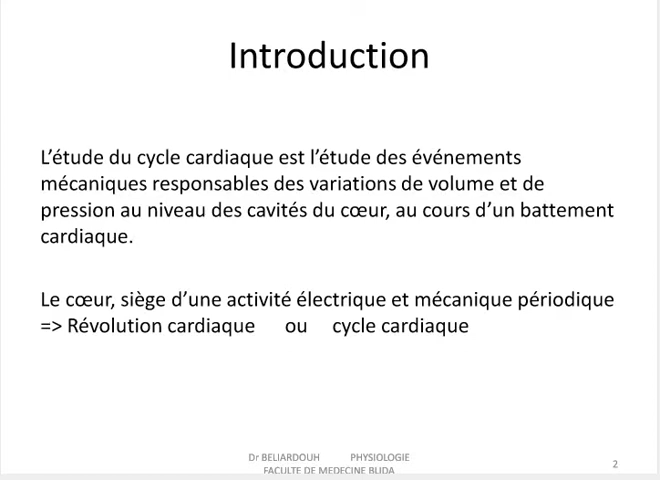 Introduction
L’étude du cycle cardiaque est l’étude des événements
mécaniques responsables des variations de volume et de
pression au niveau des cavités du cœur, au cours d’un battement
cardiaque.
Le cœur, siège d’une activité électrique et mécanique périodique
=> Révolution cardiaque ou cycle cardiaque
Dr BELIARDOUH PHYSIOLOGIE
FACULTE DE MEDECINE BLIDA
2